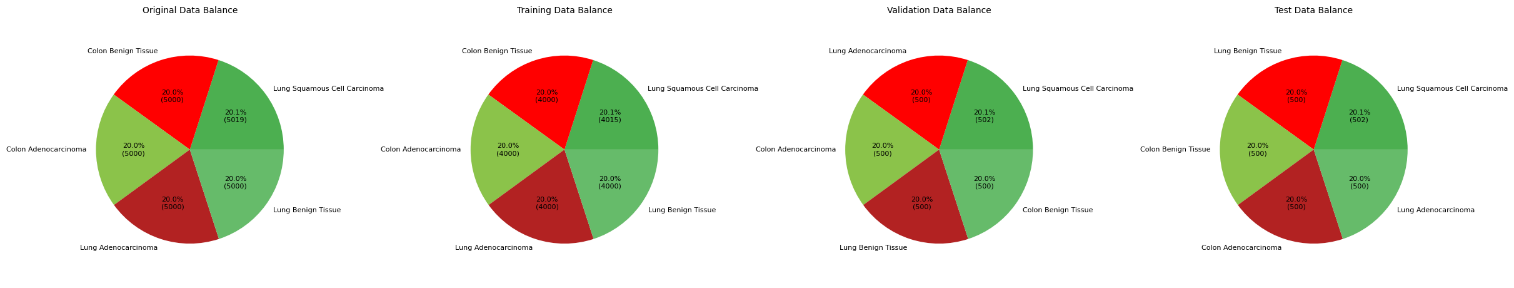 Original Data Balance
Colon Benign Tissue
20.0%
(5000)
Lung Squamous Cell Carcinoma
20.1%
(5019)
Colon Adenocarcinoma
20.0%
(5000)
20.0%
(5000)
Lung Benign Tissue
20.0%
(5000)
Lung Adenocarcinoma
Training Data Balance
Colon Benign Tissue
20.0%
(4000)
Lung Squamous Cell Carcinoma
20.1%
(4015)
Colon Adenocarcinoma
20.0%
(4000)
20.0%
(4000)
Lung Benign Tissue
20.0%
(4000)
Lung Adenocarcinoma
Validation Data Balance
Lung Adenocarcinoma
20.0%
(500)
Lung Squamous Cell Carcinoma
20.1%
(502)
Colon Adenocarcinoma
20.0%
(500)
20.0%
(500)
Colon Benign Tissue
20.0%
(500)
Lung Benign Tissue
Test Data Balance
Lung Benign Tissue
20.0%
(500)
Lung Squamous Cell Carcinoma
20.1%
(502)
Colon Benign Tissue
20.0%
(500)
20.0%
(500)
Lung Adenocarcinoma
20.0%
(500)
Colon Adenocarcinoma